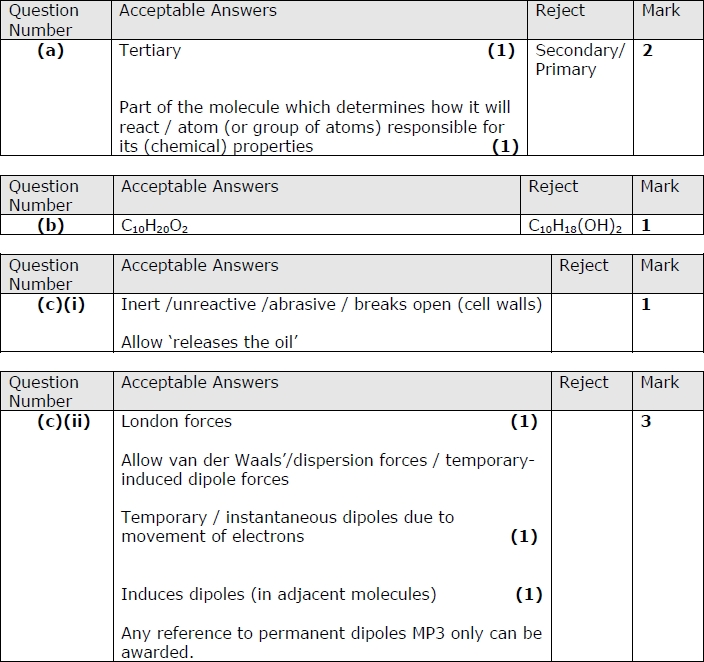 Question Number Acceptable Answers Reject Mark
(a) Tertiary (1) Secondary/ 2
Primary
Part of the molecule which determines how it will
react / atom (or group of atoms) responsible for
its (chemical) properties (1)
Question Number Acceptable Answers Reject Mark
(b) C₁₀H₂₀O₂ C₁₀H₁₈(OH)₂ 1
Question Number Acceptable Answers Reject Mark
(c)(i) Inert /unreactive /abrasive / breaks open (cell walls) 1
Allow ‘releases the oil’
Question Number Acceptable Answers Reject Mark
(c)(ii) London forces (1) 3
Allow van der Waals’/dispersion forces / temporary-
induced dipole forces
Temporary / instantaneous dipoles due to
movement of electrons (1)
Induces dipoles (in adjacent molecules) (1)
Any reference to permanent dipoles MP3 only can be
awarded.